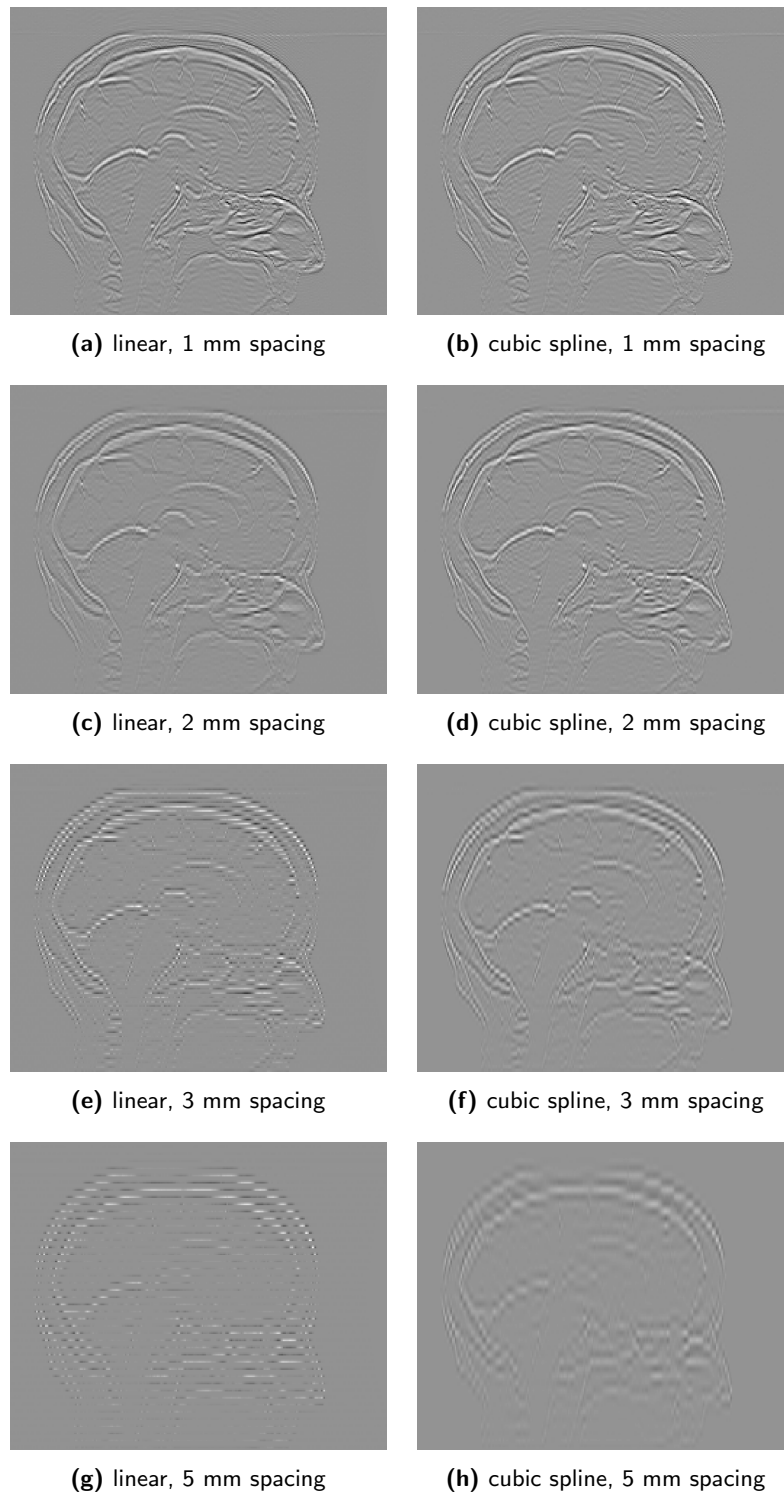 (a) linear, 1 mm spacing
(b) cubic spline, 1 mm spacing
(c) linear, 2 mm spacing
(d) cubic spline, 2 mm spacing
(e) linear, 3 mm spacing
(f) cubic spline, 3 mm spacing
(g) linear, 5 mm spacing
(h) cubic spline, 5 mm spacing